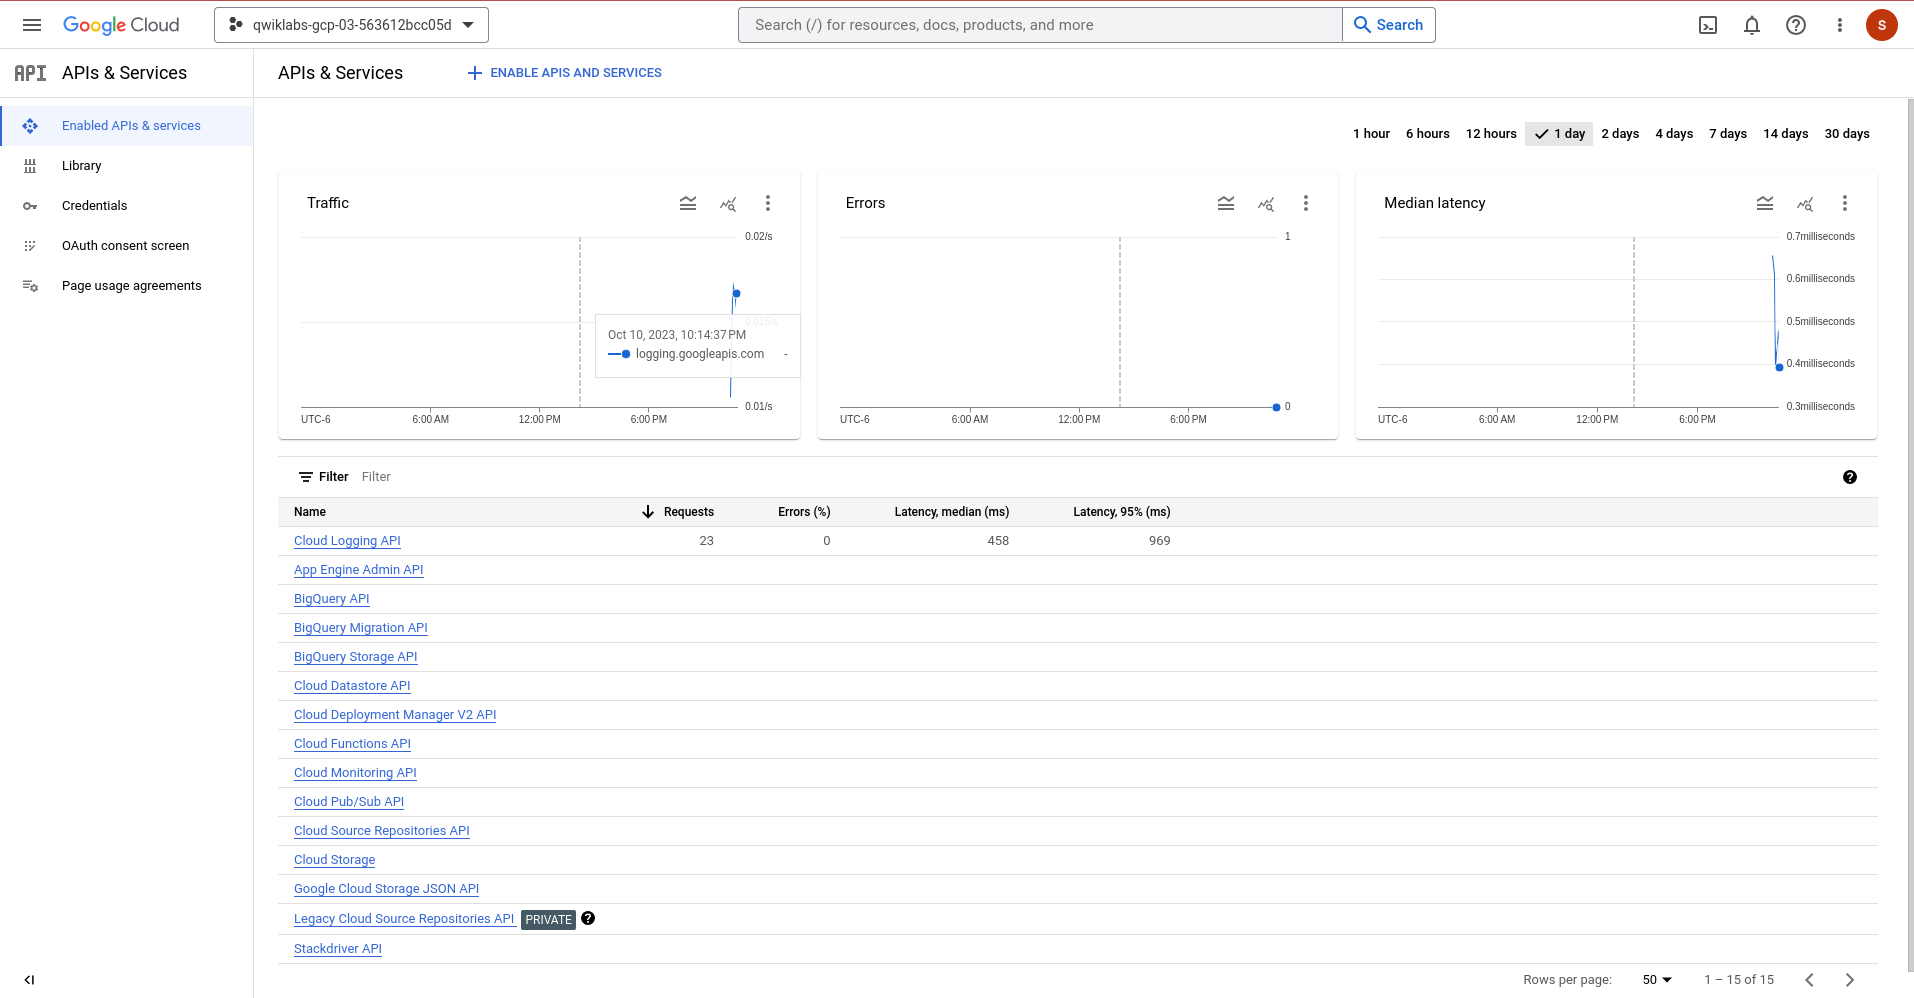 Google Cloud
qwiklabs-gcp-03-563612bcc05d
Search (/) for resources, docs, products, and more
Search
S
API
APIs & Services
APIs & Services
ENABLE APIS AND SERVICES
Enabled APIs & services
Library
Credentials
OAuth consent screen
Page usage agreements
1 hour 6 hours 12 hours 1 day 2 days 4 days 7 days 14 days 30 days
Traffic
0.02/s
0.015/s
0.01/s
Oct 10, 2023, 10:14:37 PM
logging.googleapis.com -
UTC-6 6:00 AM 12:00 PM 6:00 PM
Errors
1
0
UTC-6 6:00 AM 12:00 PM 6:00 PM
Median latency
0.7milliseconds
0.6milliseconds
0.5milliseconds
0.4milliseconds
0.3milliseconds
UTC-6 6:00 AM 12:00 PM 6:00 PM
Filter Filter
Name Requests Errors (%) Latency, median (ms) Latency, 95% (ms)
Cloud Logging API 23 0 458 969
App Engine Admin API
BigQuery API
BigQuery Migration API
BigQuery Storage API
Cloud Datastore API
Cloud Deployment Manager V2 API
Cloud Functions API
Cloud Monitoring API
Cloud Pub/Sub API
Cloud Source Repositories API
Cloud Storage
Google Cloud Storage JSON API
Legacy Cloud Source Repositories API PRIVATE
Stackdriver API
Rows per page: 50 1 – 15 of 15